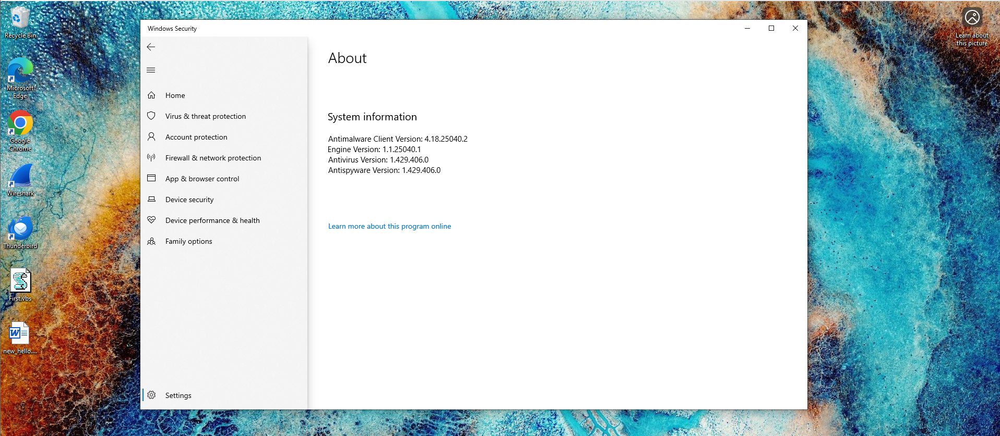 Recycle Bin
Microsoft
Edge
Google
Chrome
Wireshark
Thunderbird
First.vbs
new_hello....
Windows Security
Home
Virus & threat protection
Account protection
Firewall & network protection
App & browser control
Device security
Device performance & health
Family options
Settings
About
System information
Antimalware Client Version: 4.18.25040.2
Engine Version: 1.1.25040.1
Antivirus Version: 1.429.406.0
Antispyware Version: 1.429.406.0
Learn more about this program online
Learn about
this picture